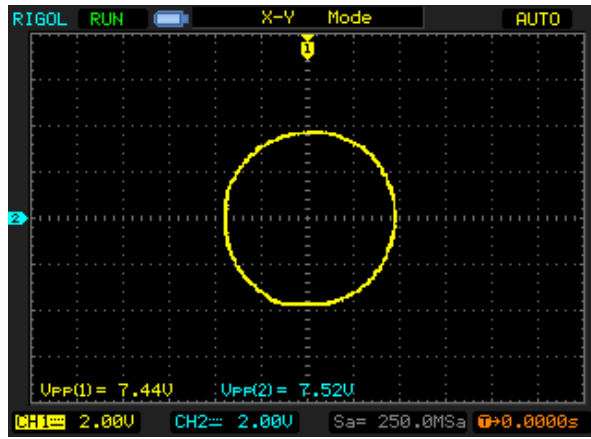 RIGOL RUN X-Y Mode AUTO
1
2
Vpp(1)= 7.44V Vpp(2)= 7.52V
CH1 2.00V CH2 2.00V Sa= 250.0MSa T→0.0000s